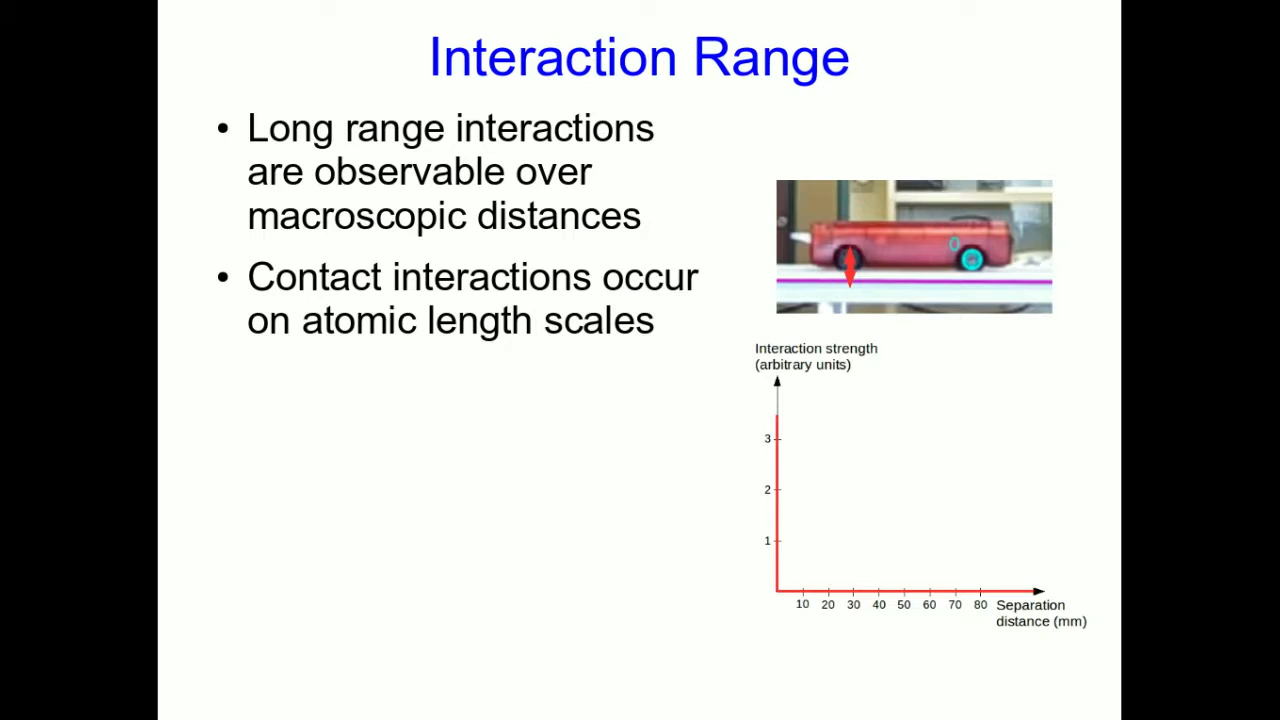 Interaction Range
• Long range interactions
are observable over
macroscopic distances
• Contact interactions occur
on atomic length scales
0
Interaction strength
(arbitrary units)
3
2
1
10 20 30 40 50 60 70 80 Separation
distance (mm)